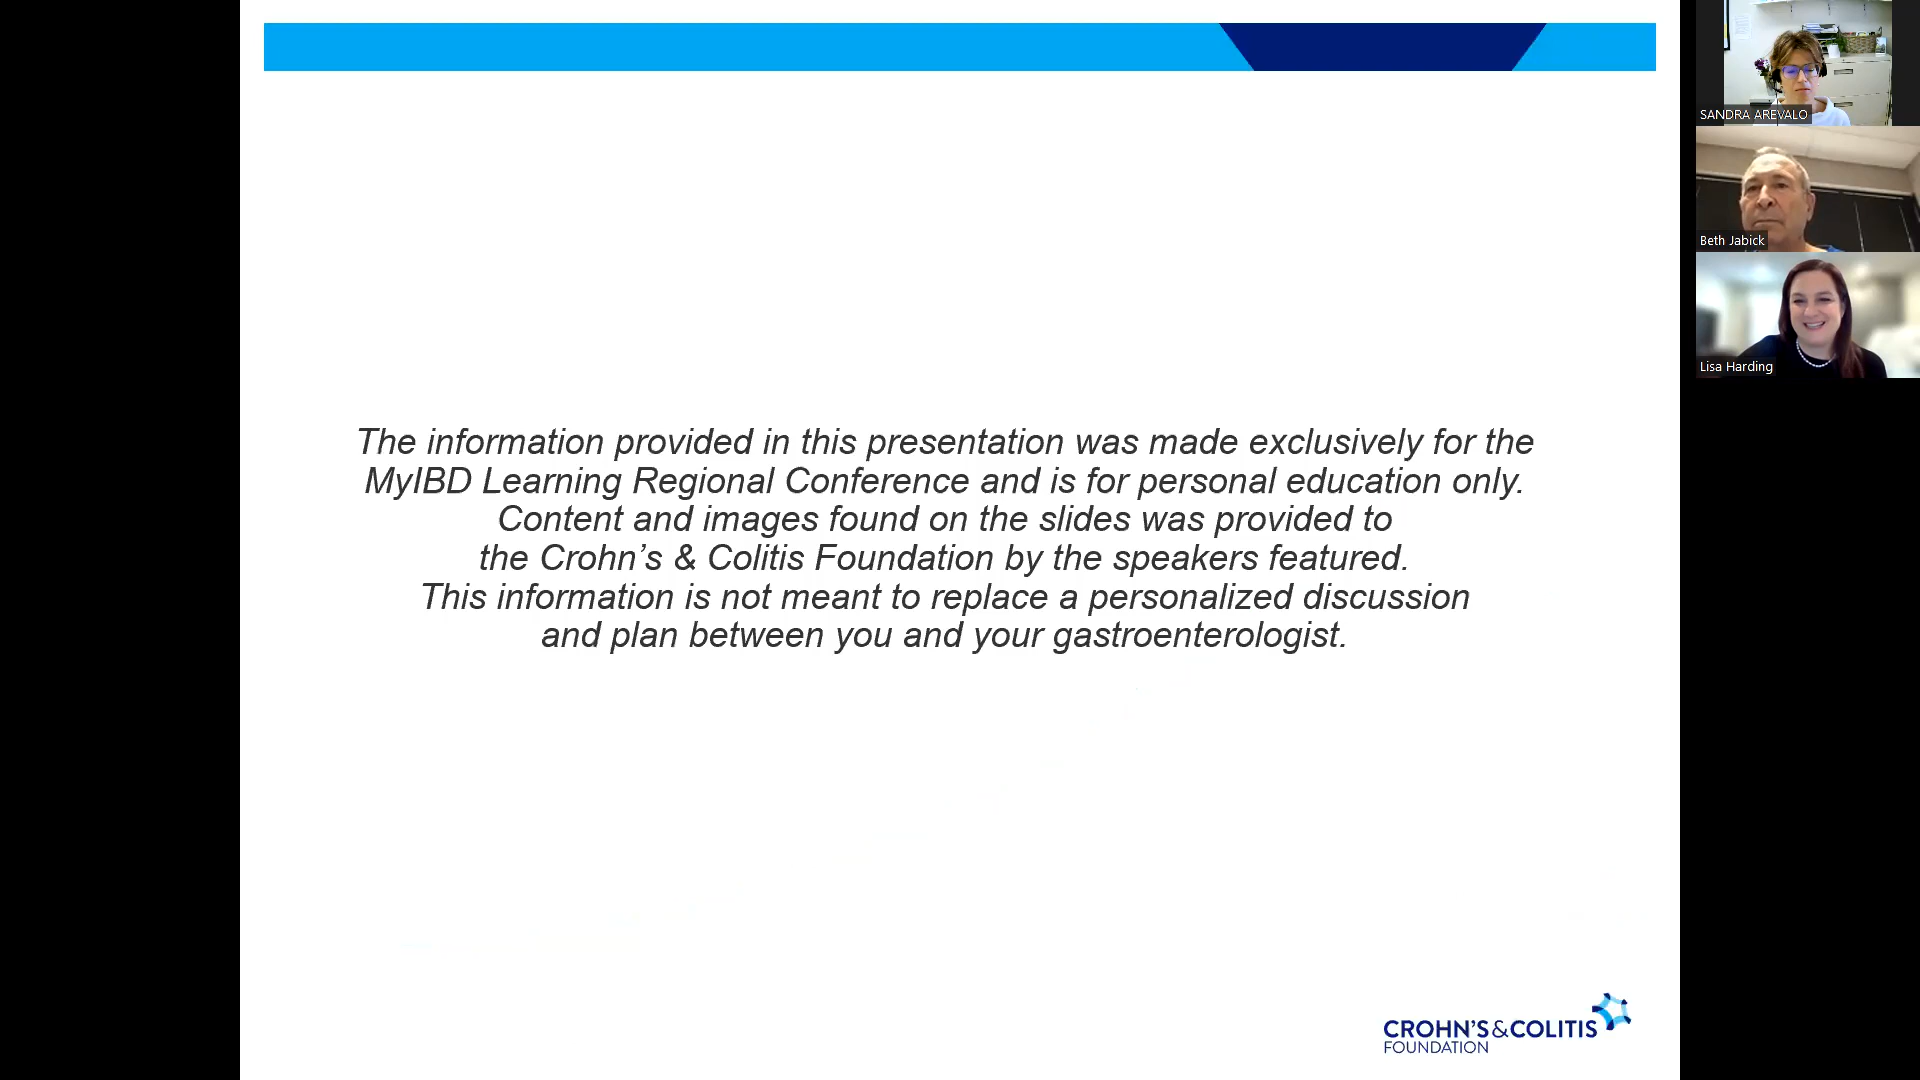 The information provided in this presentation was made exclusively for the
MyIBD Learning Regional Conference and is for personal education only.
Content and images found on the slides was provided to
the Crohn’s & Colitis Foundation by the speakers featured.
This information is not meant to replace a personalized discussion
and plan between you and your gastroenterologist.
CROHN’S & COLITIS
FOUNDATION
SANDRA AREVALO
Beth Jabick
Lisa Harding